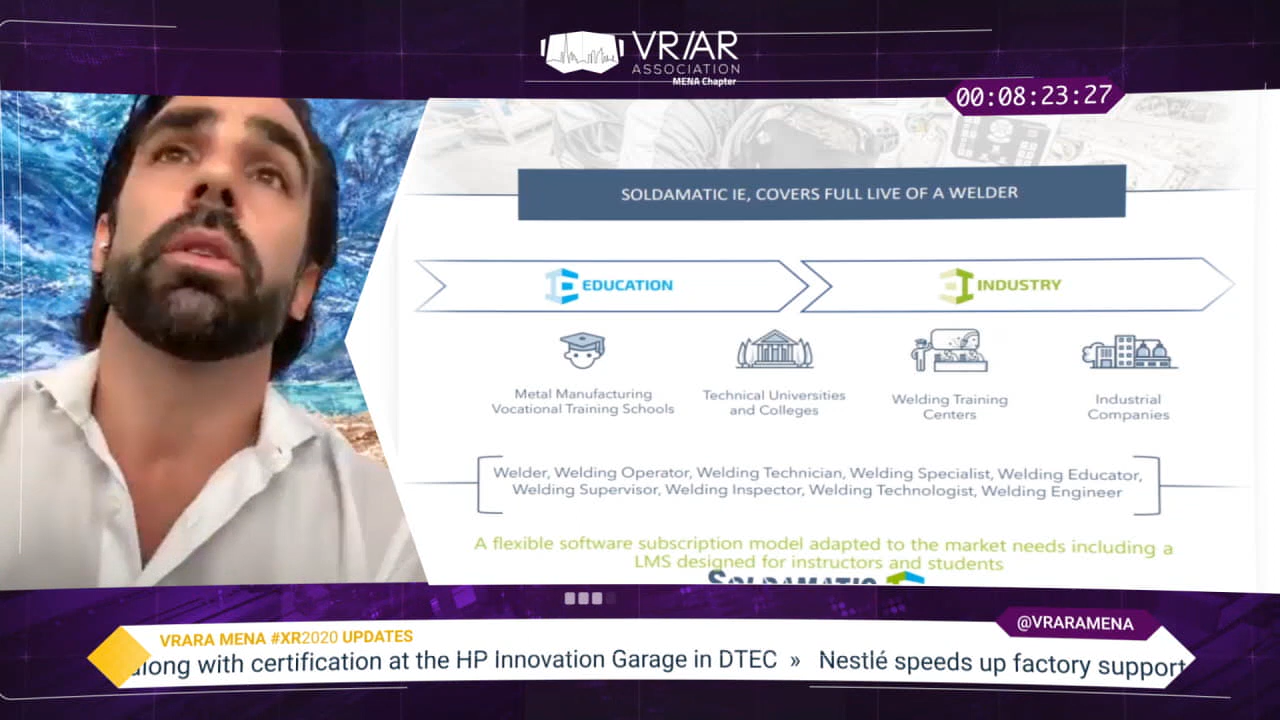 VR/AR
ASSOCIATION
MENA Chapter
00:08:23:27
SOLDAMATIC IE, COVERS FULL LIVE OF A WELDER
EDUCATION
INDUSTRY
Metal Manufacturing
Vocational Training Schools
Technical Universities
and Colleges
Welding Training
Centers
Industrial
Companies
Welder, Welding Operator, Welding Technician, Welding Specialist, Welding Educator,
Welding Supervisor, Welding Inspector, Welding Technologist, Welding Engineer
A flexible software subscription model adapted to the market needs including a
LMS designed for instructors and students
SOLDAMATIC
@VRARAMENA
VRARA MENA #XR2020 UPDATES
along with certification at the HP Innovation Garage in DTEC » Nestlé speeds up factory support